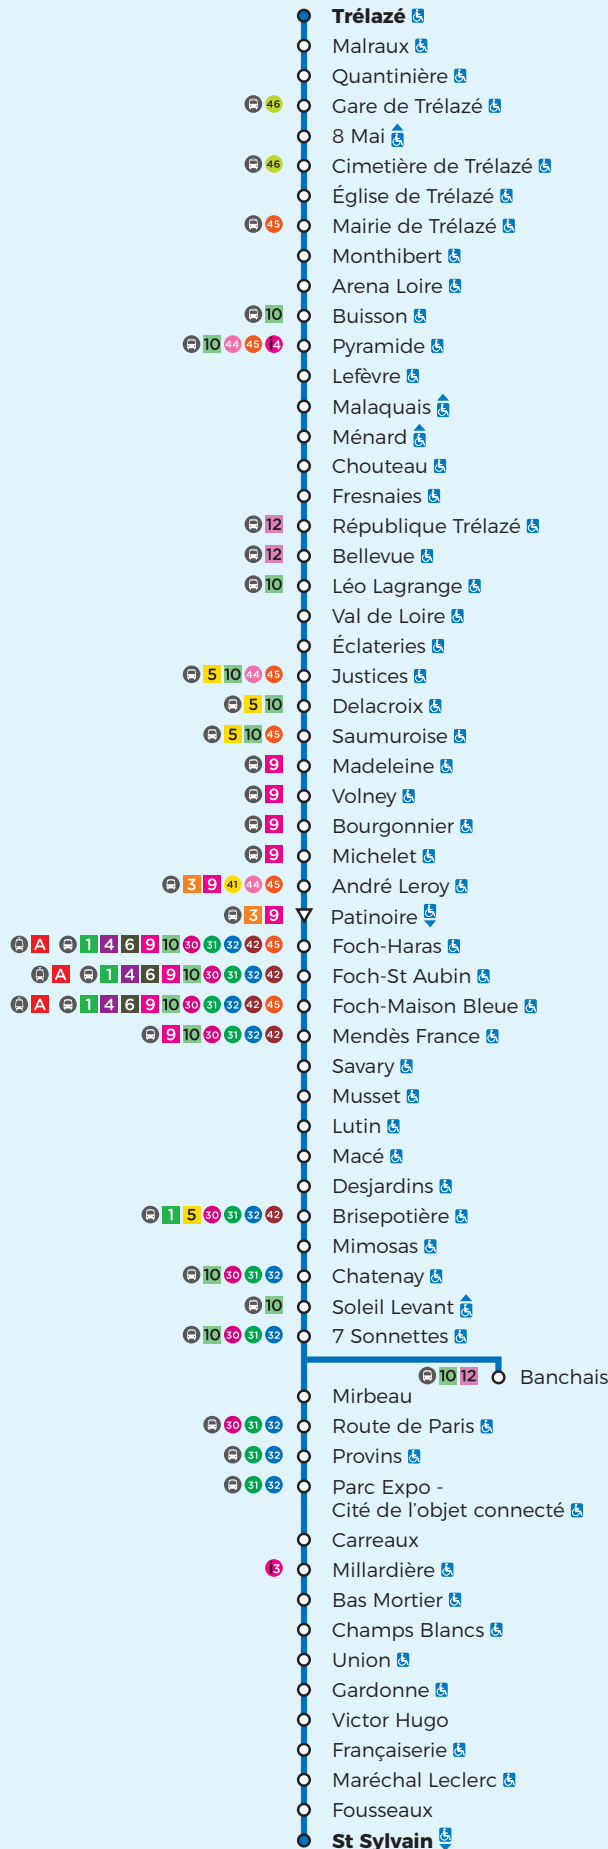 Trélazé
Malraux
Quantinière
46 Gare de Trélazé
8 Mai
46 Cimetière de Trélazé
Église de Trélazé
45 Mairie de Trélazé
Monthibert
Arena Loire
10 Buisson
10 44 45 i4 Pyramide
Lefèvre
Malaquais
Ménard
Chouteau
Fresnaies
12 République Trélazé
12 Bellevue
10 Léo Lagrange
Val de Loire
Éclateries
5 10 44 45 Justices
5 10 Delacroix
5 10 45 Saumuroise
9 Madeleine
9 Volney
9 Bourgonnier
9 Michelet
3 9 41 44 45 André Leroy
3 9 Patinoire
A 1 4 6 9 10 30 31 32 42 45 Foch-Haras
A 1 4 6 9 10 30 31 32 42 Foch-St Aubin
A 1 4 6 9 10 30 31 32 42 45 Foch-Maison Bleue
9 10 30 31 32 42 Mendès France
Savary
Musset
Lutin
Macé
Desjardins
1 5 30 31 32 42 Brisepotière
Mimosas
10 30 31 32 Chatenay
10 Soleil Levant
10 30 31 32 7 Sonnettes
10 12 Banchais
Mirbeau
30 31 32 Route de Paris
31 32 Provins
31 32 Parc Expo -
Cité de l'objet connecté
Carreaux
i3 Millardière
Bas Mortier
Champs Blancs
Union
Gardonne
Victor Hugo
Françaiserie
Maréchal Leclerc
Fousseaux
St Sylvain